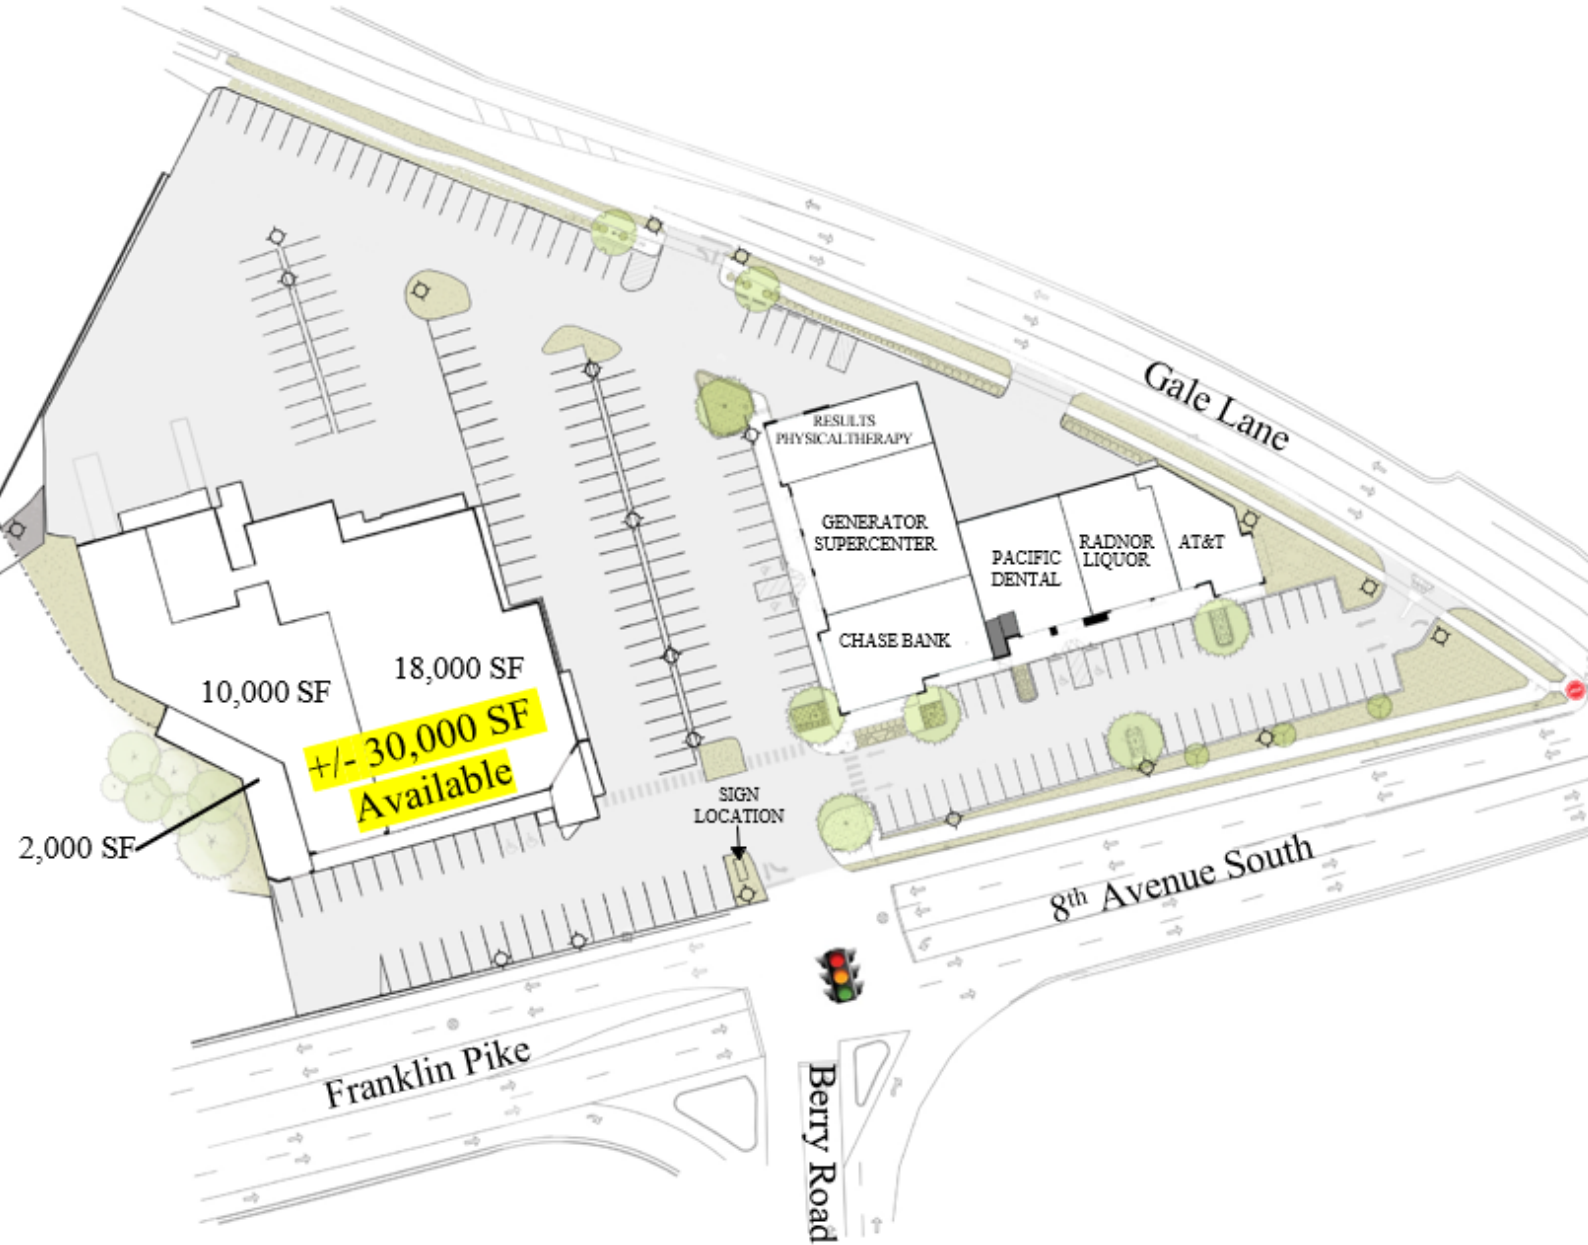 Gale Lane
RESULTS
PHYSICALTHERAPY
GENERATOR
SUPERCENTER
PACIFIC
DENTAL
RADNOR
LIQUOR
AT&T
CHASE BANK
10,000 SF
18,000 SF
+/- 30,000 SF
Available
2,000 SF
SIGN
LOCATION
8th Avenue South
Franklin Pike
Berry Road